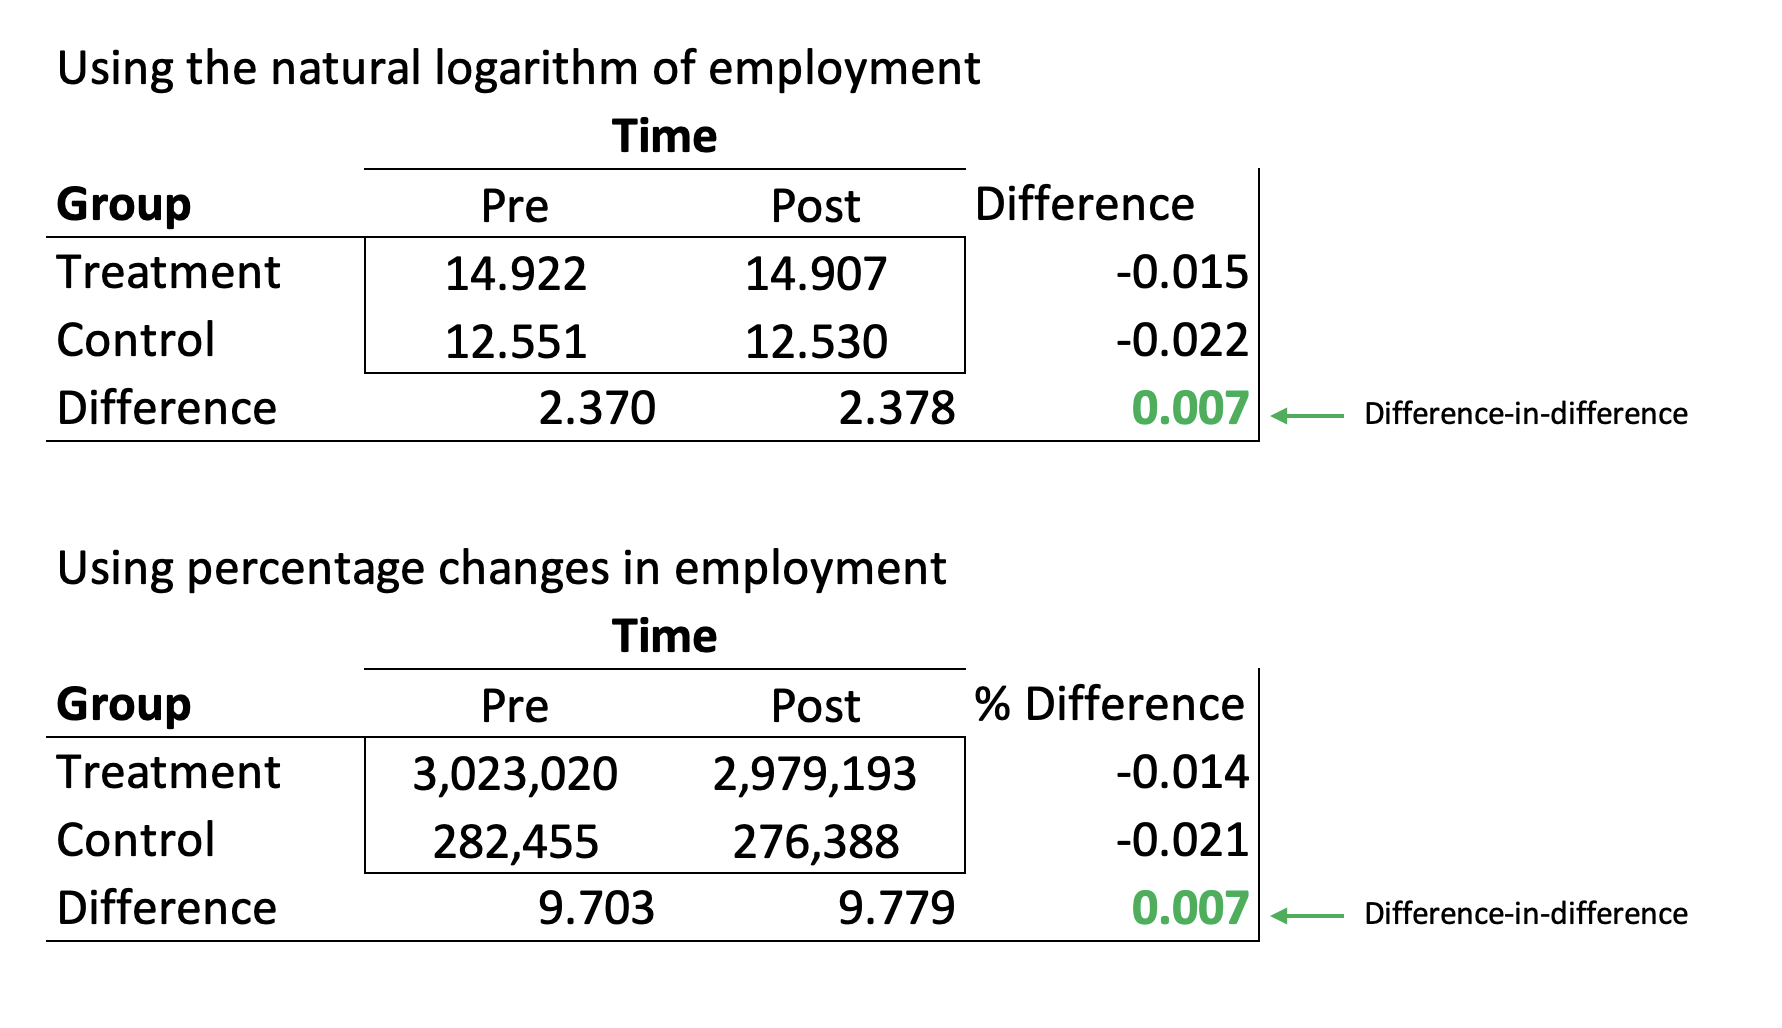 Using the natural logarithm of employment
Time
Group Pre Post Difference
Treatment 14.922 14.907 -0.015
Control 12.551 12.530 -0.022
Difference 2.370 2.378 0.007 Difference-in-difference
Using percentage changes in employment
Time
Group Pre Post % Difference
Treatment 3,023,020 2,979,193 -0.014
Control 282,455 276,388 -0.021
Difference 9.703 9.779 0.007 Difference-in-difference